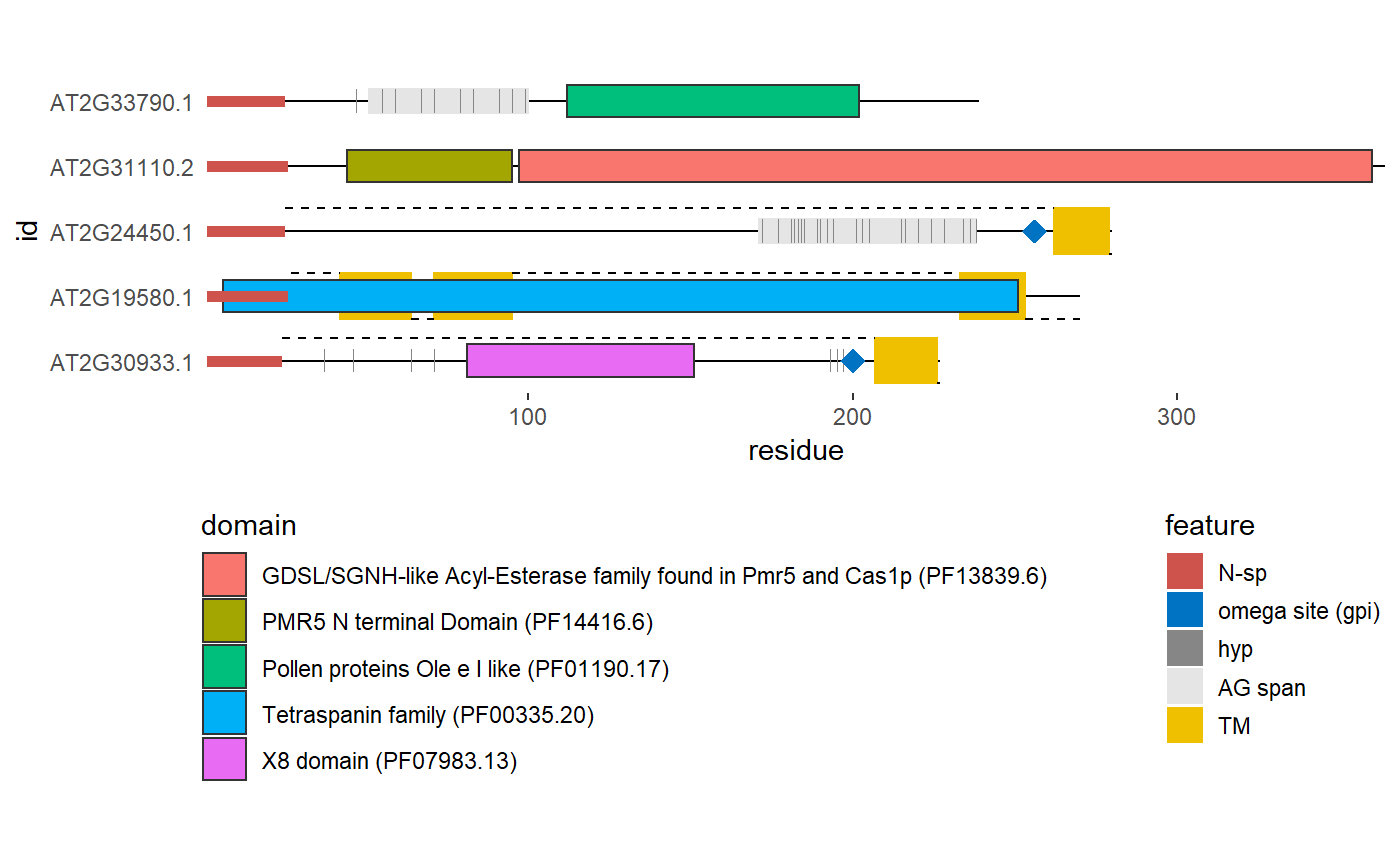 AT2G33790.1
AT2G31110.2
id
AT2G24450.1
AT2G19580.1
AT2G30933.1
100 200 300
residue
domain
GDSL/SGNH-like Acyl-Esterase family found in Pmr5 and Cas1p (PF13839.6)
PMR5 N terminal Domain (PF14416.6)
Pollen proteins Ole e I like (PF01190.17)
Tetraspanin family (PF00335.20)
X8 domain (PF07983.13)
feature
N-sp
omega site (gpi)
hyp
AG span
TM